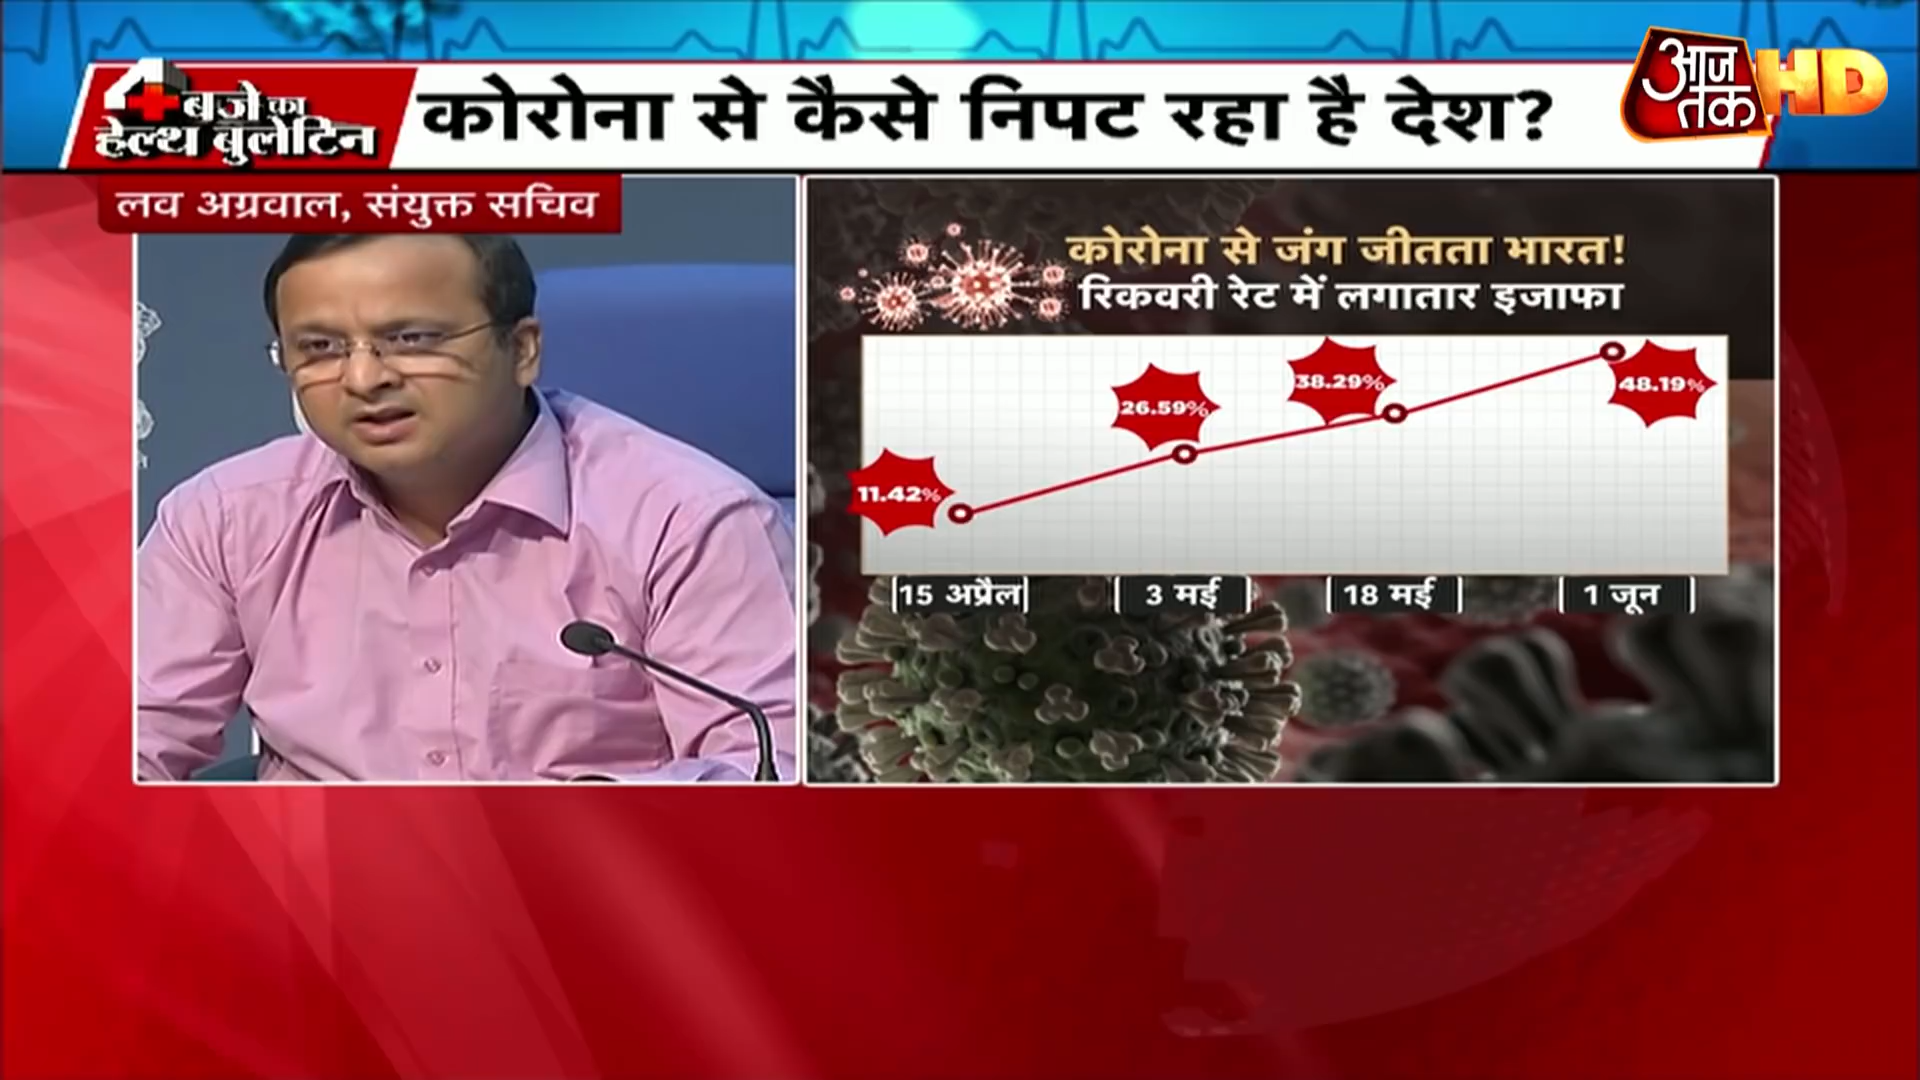 4 बजे का
हेल्थ बुलेटिन
कोरोना से कैसे निपट रहा है देश?
आज तक HD
लव अग्रवाल, संयुक्त सचिव
कोरोना से जंग जीतता भारत!
रिकवरी रेट में लगातार इजाफा
11.42%
26.59%
38.29%
48.19%
15 अप्रैल
3 मई
18 मई
1 जून